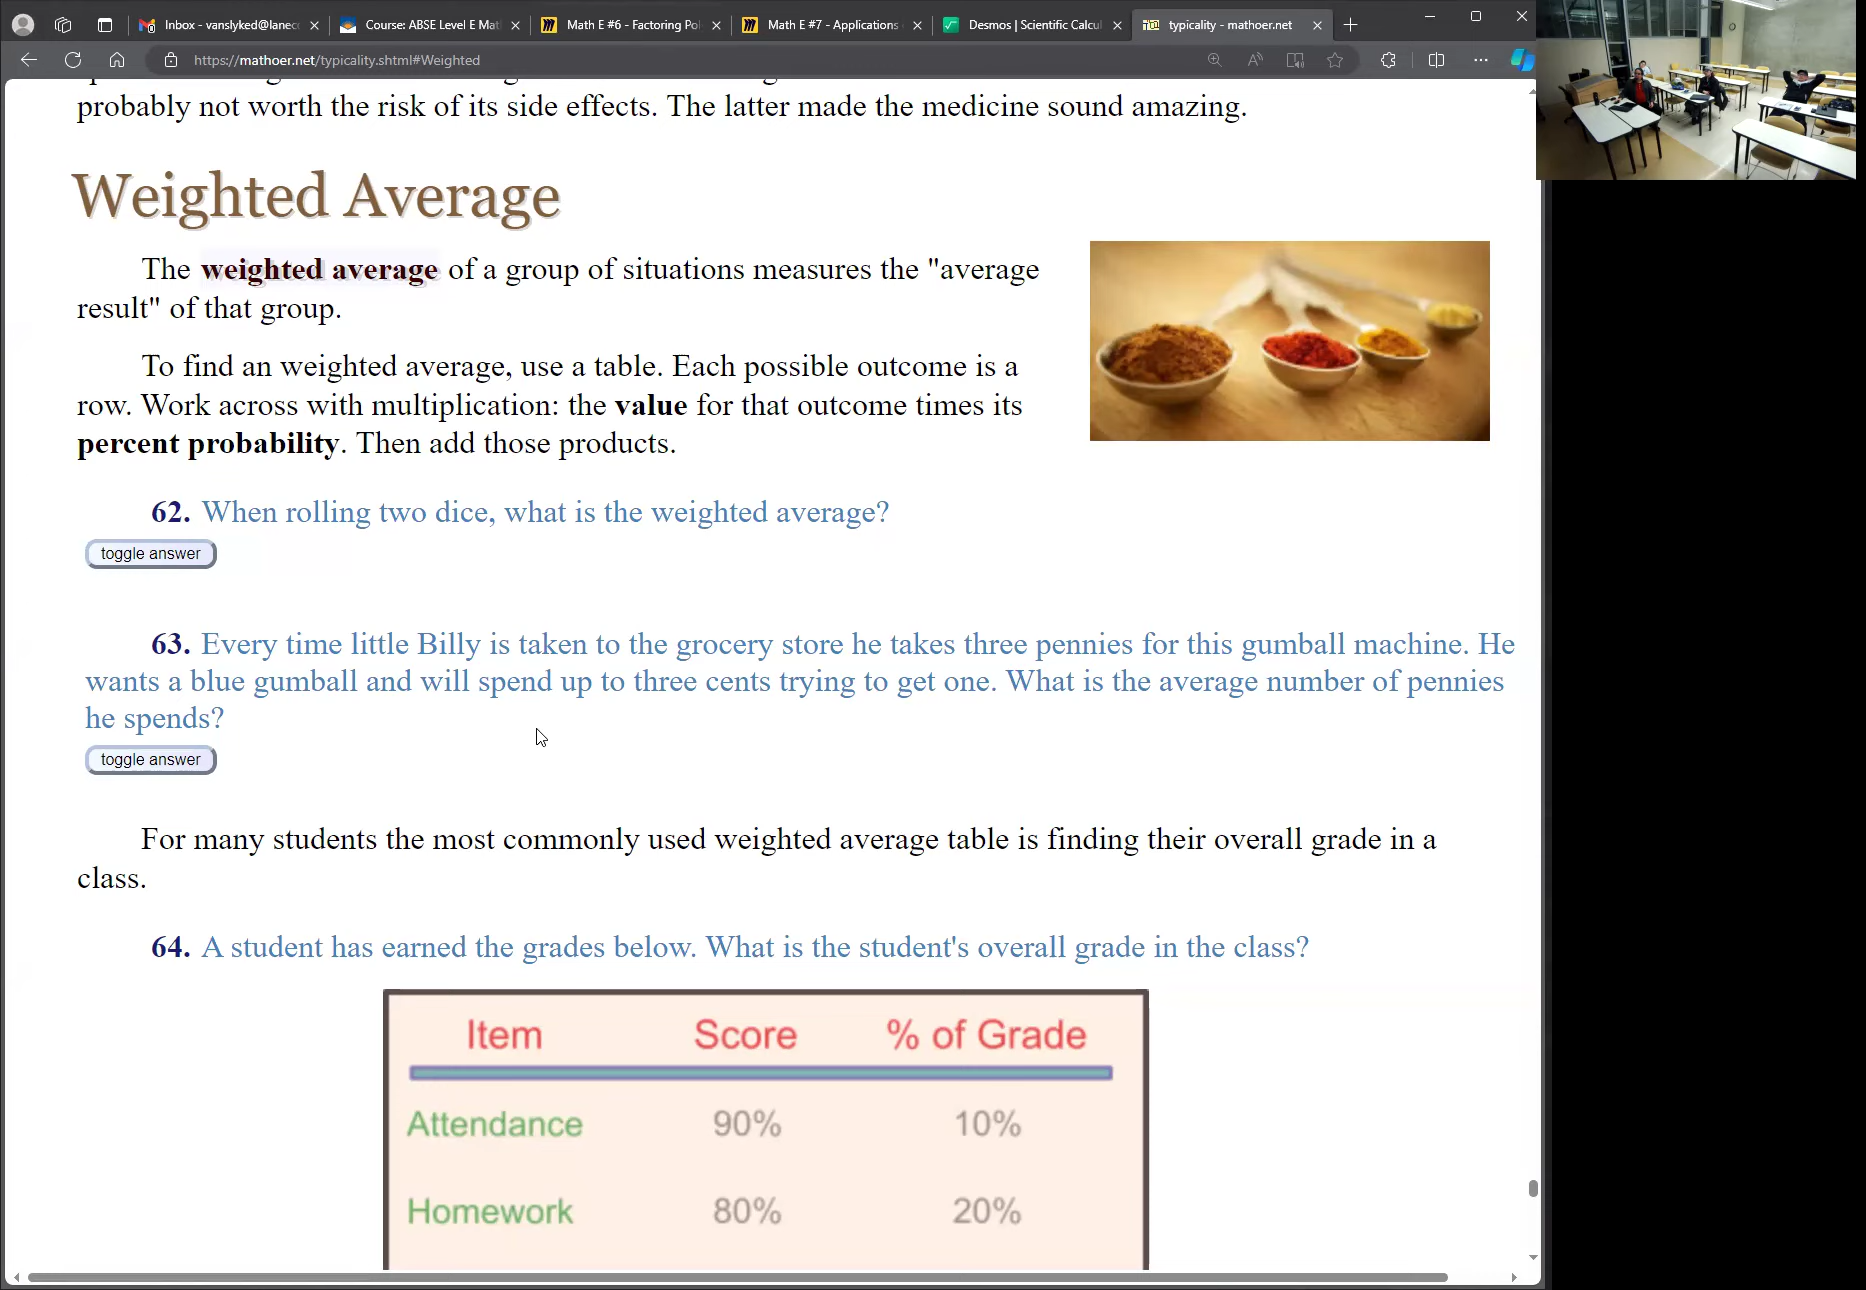 Inbox - vanslyked@lanec
Course: ABSE Level E Mat
Math E #6 - Factoring Pol
Math E #7 - Applications
Desmos | Scientific Calcul
typicality - mathoer.net
https://mathoer.net/typicality.shtml#Weighted
probably not worth the risk of its side effects. The latter made the medicine sound amazing.
Weighted Average
The weighted average of a group of situations measures the "average
result" of that group.
To find an weighted average, use a table. Each possible outcome is a
row. Work across with multiplication: the value for that outcome times its
percent probability. Then add those products.
62. When rolling two dice, what is the weighted average?
toggle answer
63. Every time little Billy is taken to the grocery store he takes three pennies for this gumball machine. He
wants a blue gumball and will spend up to three cents trying to get one. What is the average number of pennies
he spends?
toggle answer
For many students the most commonly used weighted average table is finding their overall grade in a
class.
64. A student has earned the grades below. What is the student's overall grade in the class?
Item Score % of Grade
Attendance 90% 10%
Homework 80% 20%